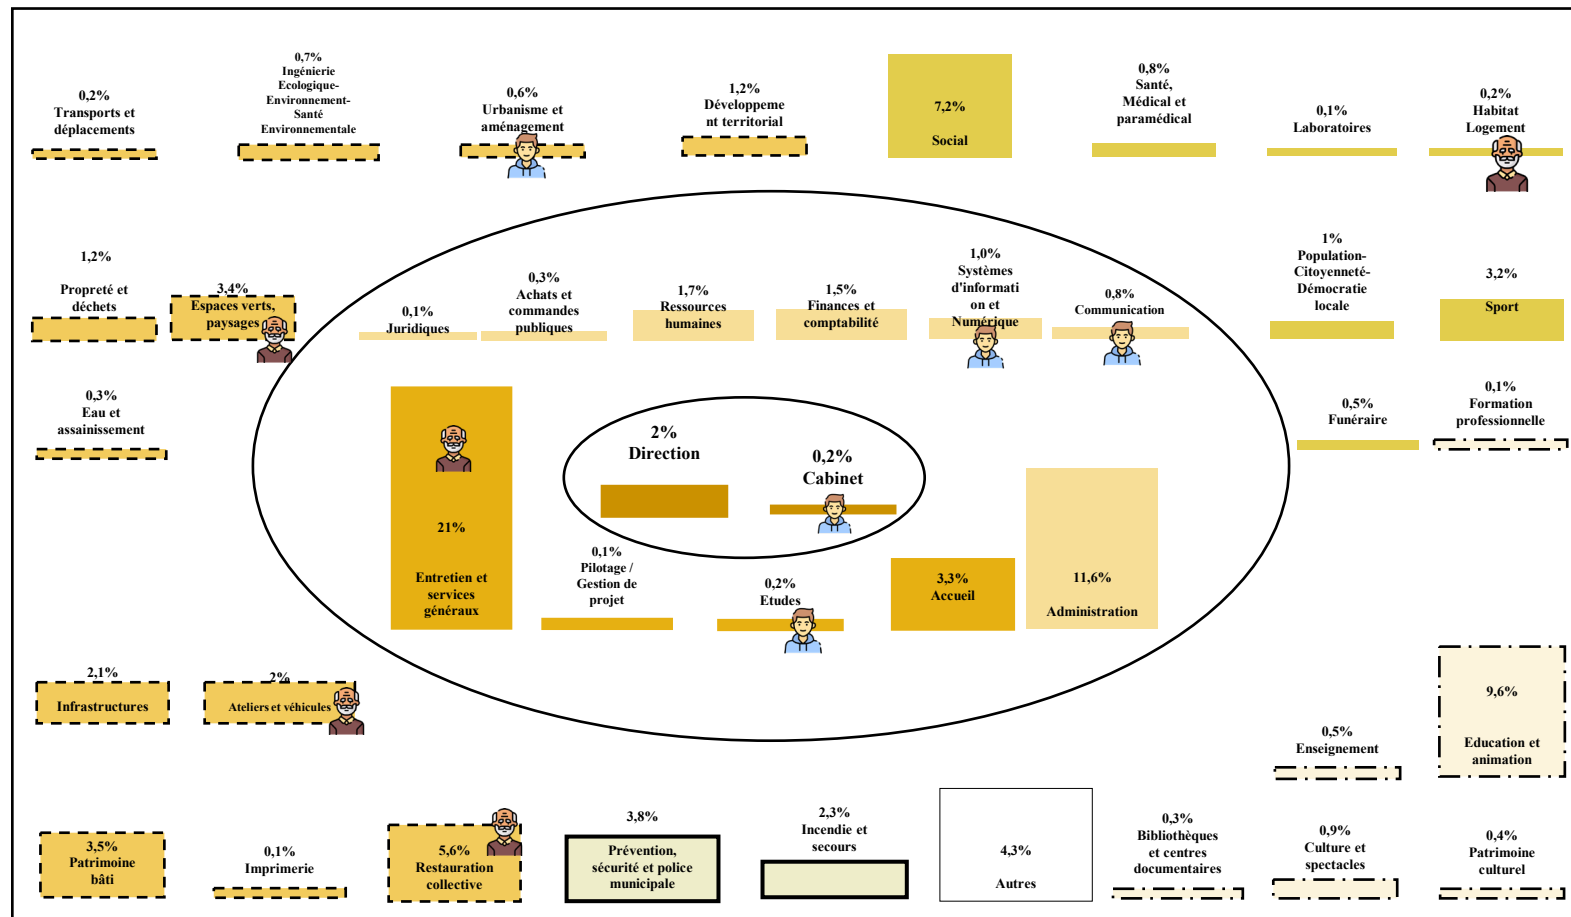 0,2%
Transports et
déplacements
0,7%
Ingénierie
Ecologique-
Environnement-
Santé
Environnementale
0,6%
Urbanisme et
aménagement
1,2%
Développeme
nt territorial
7,2%
Social
0,8%
Santé,
Médical et
paramédical
0,1%
Laboratoires
0,2%
Habitat
Logement
1,2%
Propreté et
déchets
3,4%
Espaces verts,
paysages
0,1%
Juridiques
0,3%
Achats et
commandes
publiques
1,7%
Ressources
humaines
1,5%
Finances et
comptabilité
1,0%
Systèmes
d'informati
on et
Numérique
0,8%
Communication
1%
Population-
Citoyenneté-
Démocratie
locale
3,2%
Sport
0,3%
Eau et
assainissement
21%
Entretien et
services
généraux
2%
Direction
0,2%
Cabinet
0,5%
Funéraire
0,1%
Formation
professionnelle
0,1%
Pilotage /
Gestion de
projet
0,2%
Etudes
3,3%
Accueil
11,6%
Administration
2,1%
Infrastructures
2%
Ateliers et véhicules
0,5%
Enseignement
9,6%
Education et
animation
3,5%
Patrimoine
bâti
0,1%
Imprimerie
5,6%
Restauration
collective
3,8%
Prévention,
sécurité et police
municipale
2,3%
Incendie et
secours
4,3%
Autres
0,3%
Bibliothèques
et centres
documentaires
0,9%
Culture et
spectacles
0,4%
Patrimoine
culturel